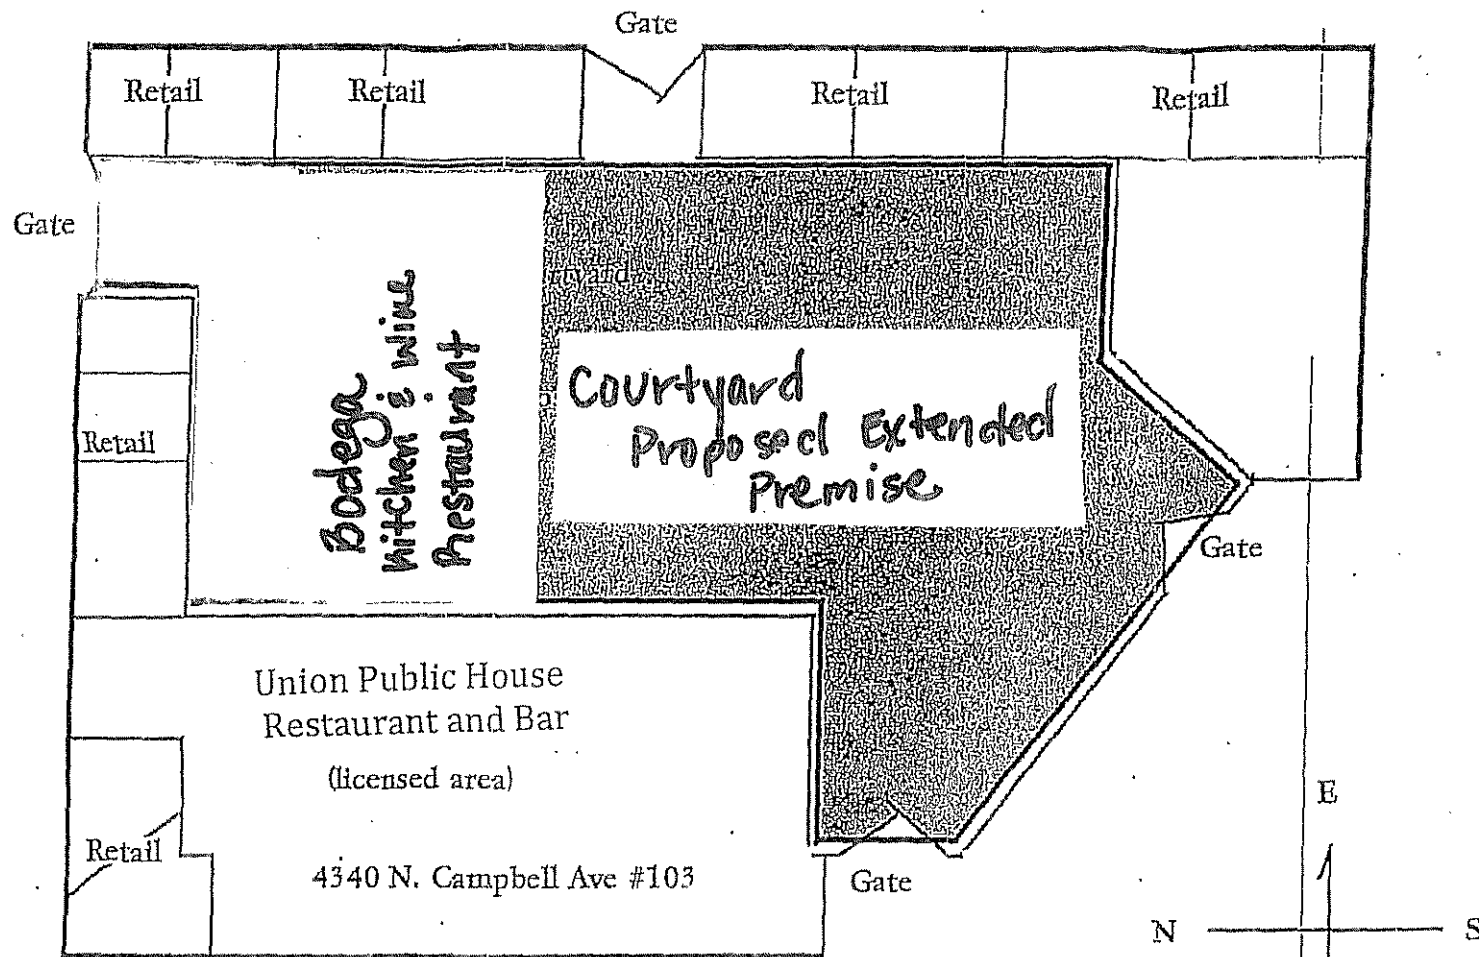 Gate
Retail
Retail
Retail
Retail
Gate
Bodega
Kitchen & Wine
Restaurant
Courtyard
Proposed Extended
Premise
Retail
Gate
Union Public House
Restaurant and Bar
(licensed area)
E
Retail
4340 N. Campbell Ave #103
Gate
N
S